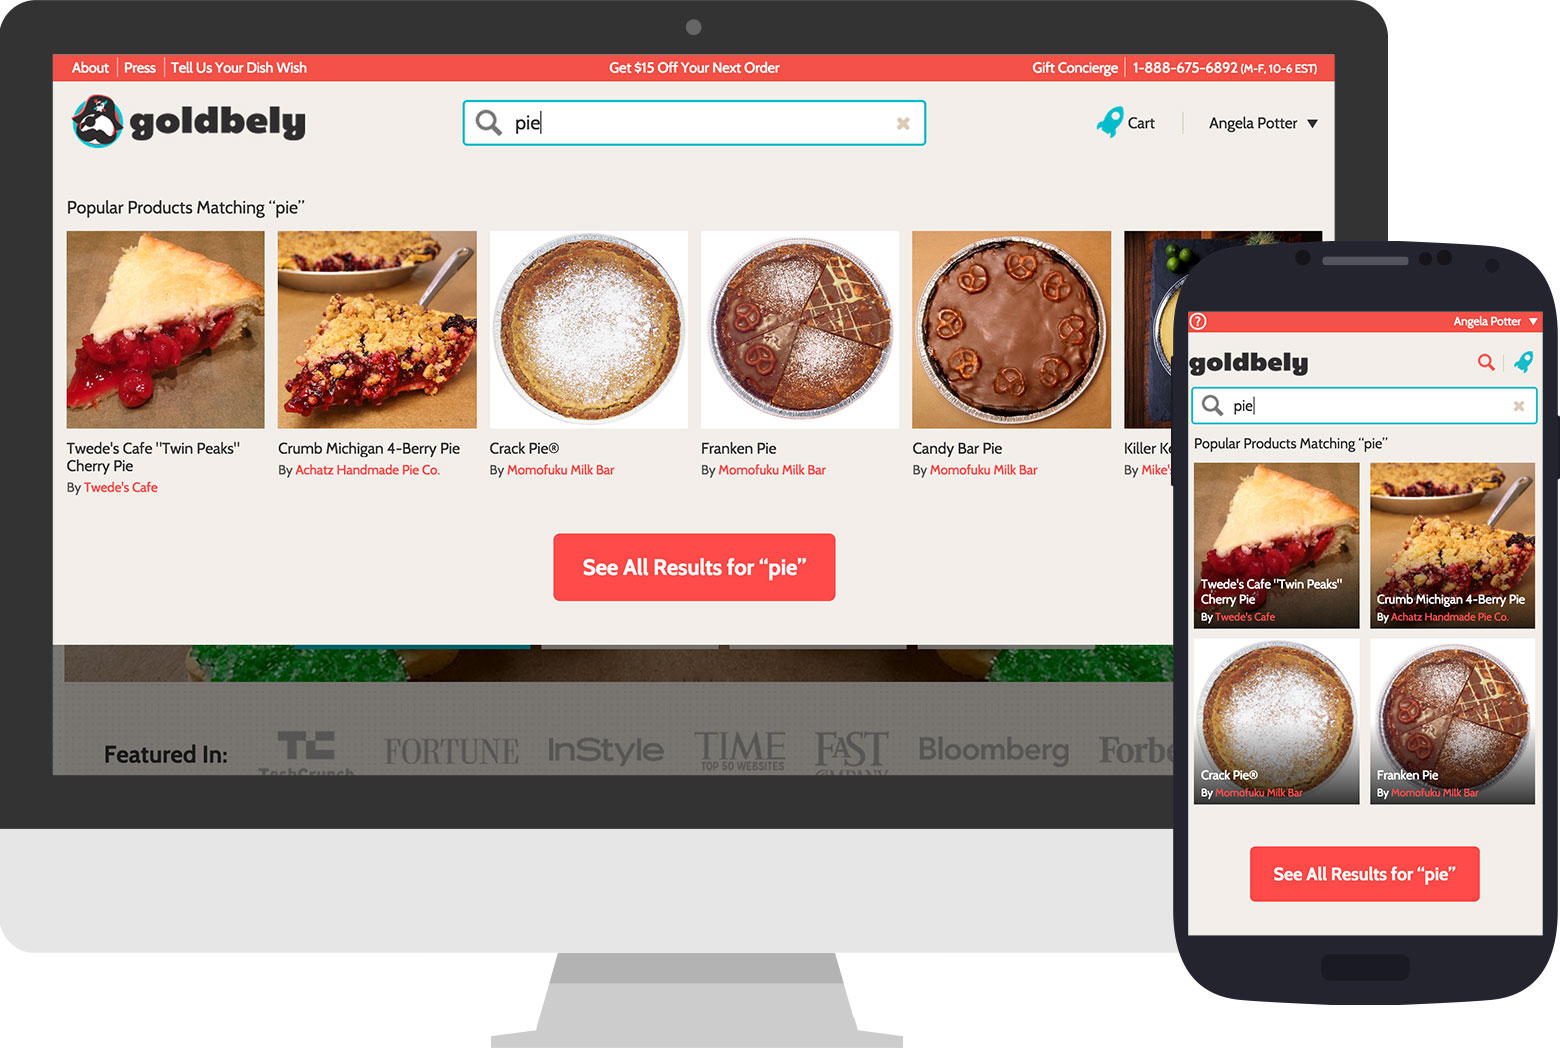 About Press Tell Us Your Dish Wish
Get $15 Off Your Next Order
Gift Concierge 1-888-675-6892 (M-F, 10-6 EST)
goldbely
pie
Cart
Angela Potter
Popular Products Matching “pie”
Twede's Cafe "Twin Peaks"
Cherry Pie
By Twede's Cafe
Crumb Michigan 4-Berry Pie
By Achatz Handmade Pie Co.
Crack Pie®
By Momofuku Milk Bar
Franken Pie
By Momofuku Milk Bar
Candy Bar Pie
By Momofuku Milk Bar
Killer Ke
By Mike's
See All Results for “pie”
Featured In:
TC
TechCrunch
FORTUNE
InStyle
TIME
TOP 50 WEBSITES
FAST
COMPANY
Bloomberg
Forbe
?
Angela Potter
goldbely
pie
Popular Products Matching “pie”
Twede's Cafe "Twin Peaks"
Cherry Pie
By Twede's Cafe
Crumb Michigan 4-Berry Pie
By Achatz Handmade Pie Co.
Crack Pie®
By Momofuku Milk Bar
Franken Pie
By Momofuku Milk Bar
See All Results for “pie”